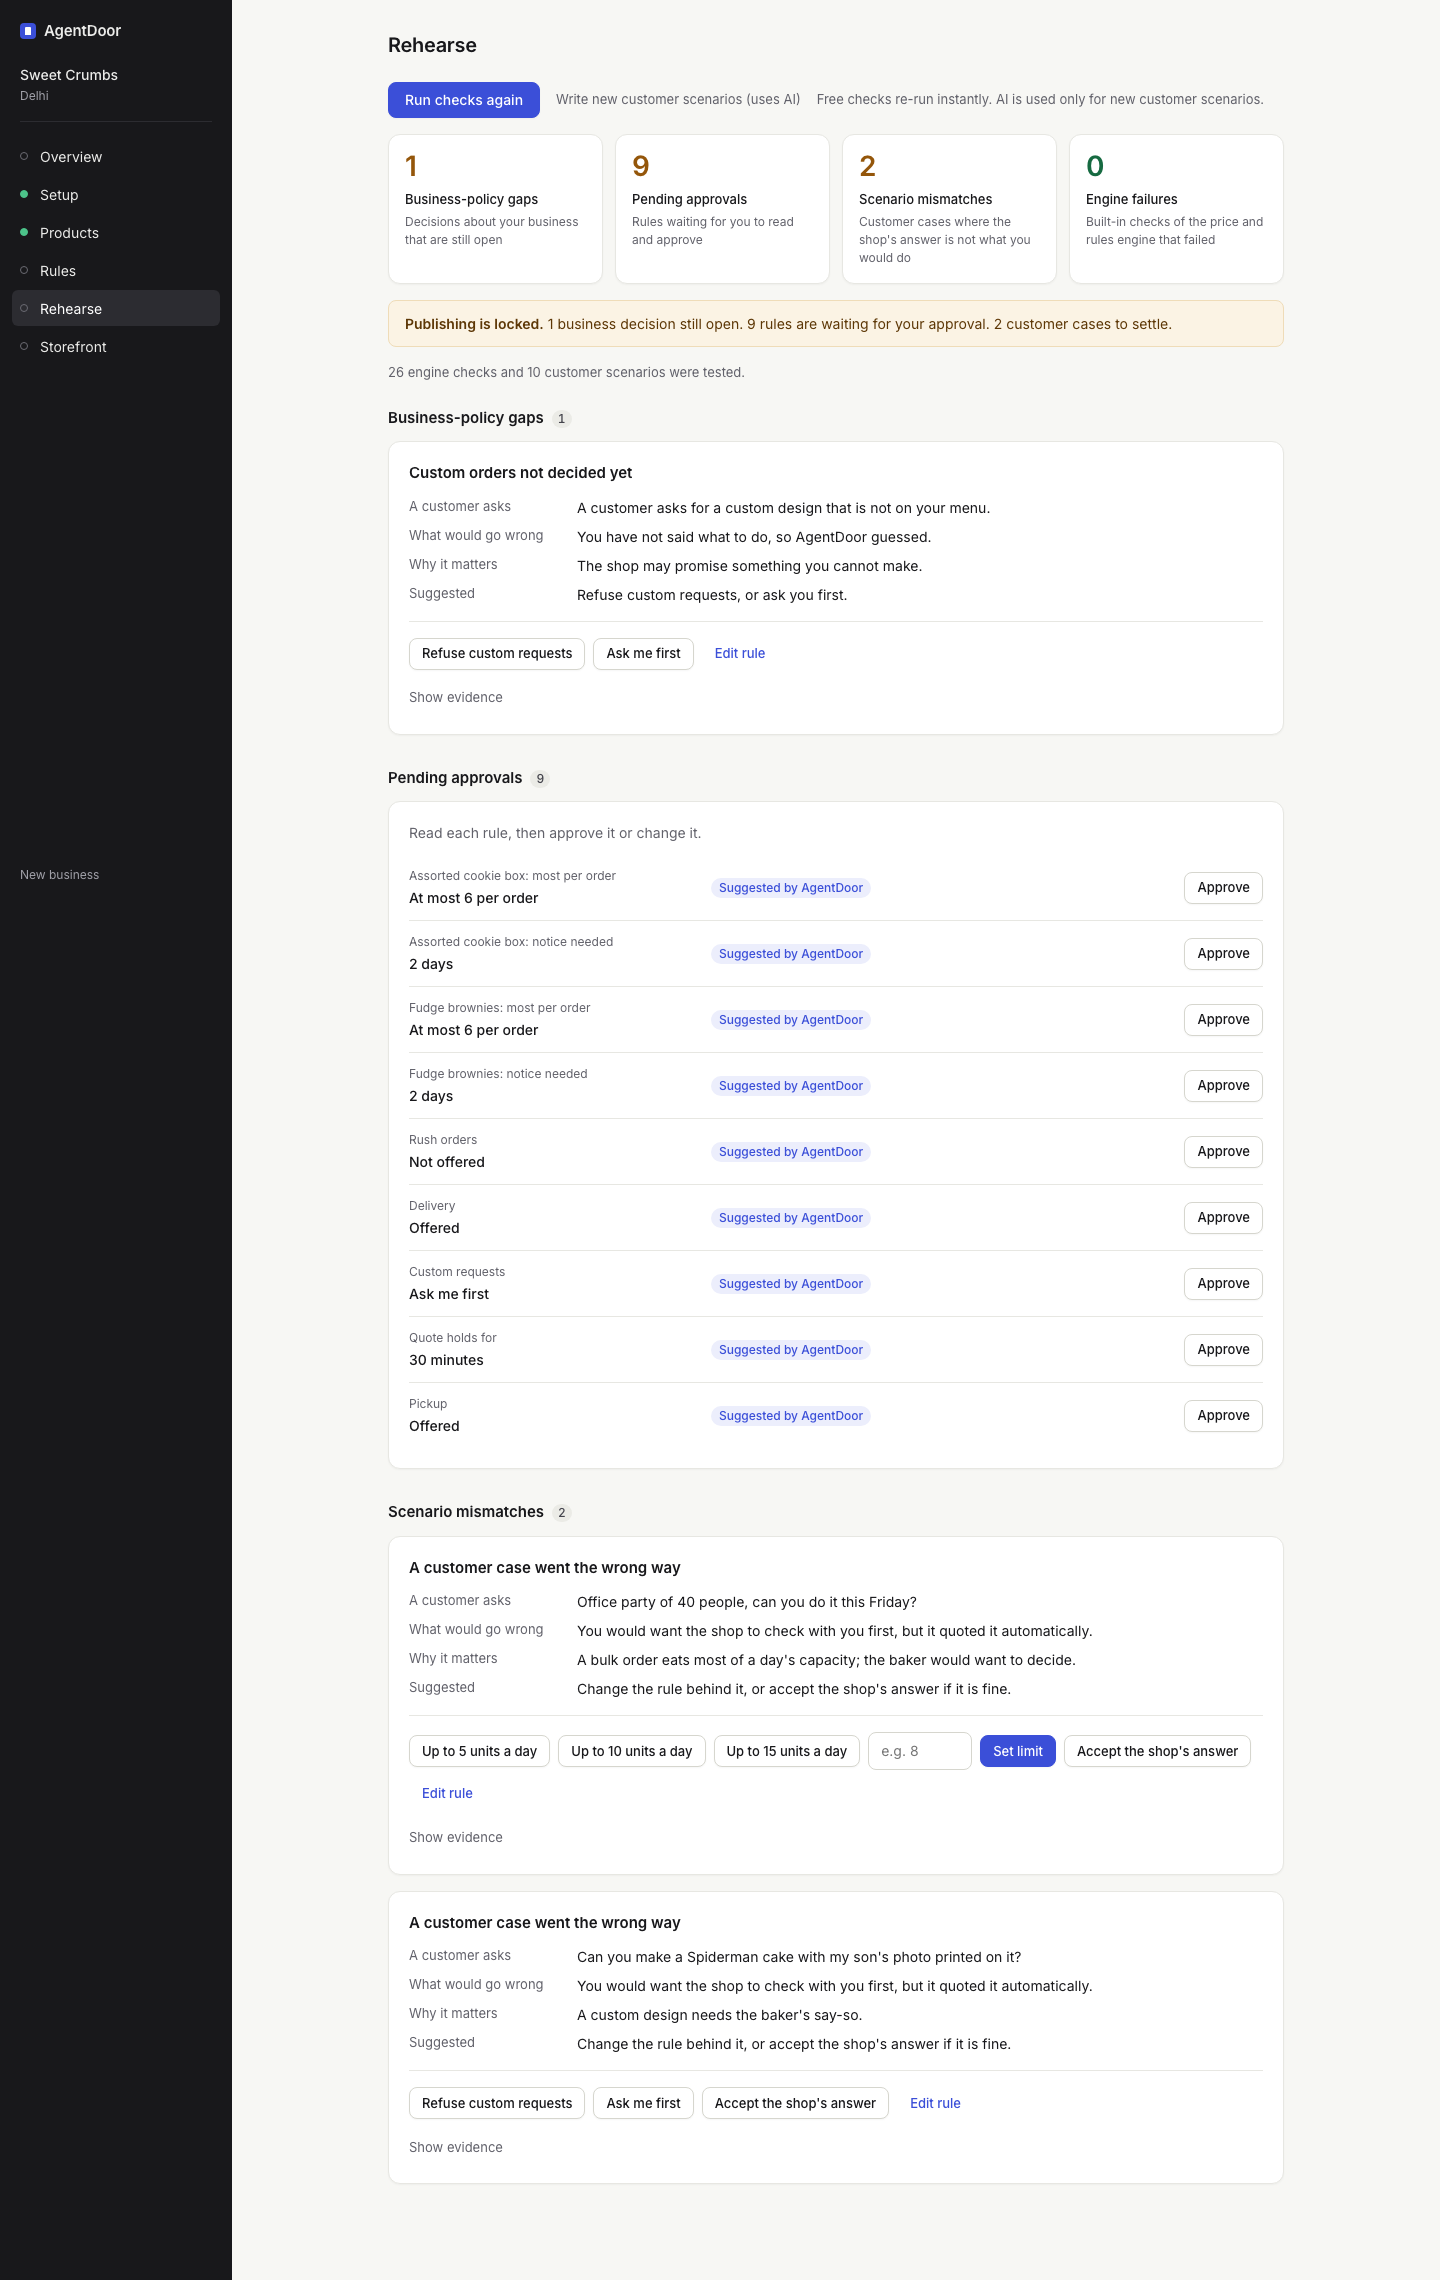 AgentDoor
Sweet Crumbs
Delhi
Overview
Setup
Products
Rules
Rehearse
Storefront
New business
Rehearse
Run checks again
Write new customer scenarios (uses AI)
Free checks re-run instantly. AI is used only for new customer scenarios.
1
Business-policy gaps
Decisions about your business
that are still open
9
Pending approvals
Rules waiting for you to read
and approve
2
Scenario mismatches
Customer cases where the
shop's answer is not what you
would do
0
Engine failures
Built-in checks of the price and
rules engine that failed
Publishing is locked. 1 business decision still open. 9 rules are waiting for your approval. 2 customer cases to settle.
26 engine checks and 10 customer scenarios were tested.
Business-policy gaps 1
Custom orders not decided yet
A customer asks A customer asks for a custom design that is not on your menu.
What would go wrong You have not said what to do, so AgentDoor guessed.
Why it matters The shop may promise something you cannot make.
Suggested Refuse custom requests, or ask you first.
Refuse custom requests Ask me first Edit rule
Show evidence
Pending approvals 9
Read each rule, then approve it or change it.
Assorted cookie box: most per order
At most 6 per order
Suggested by AgentDoor
Approve
Assorted cookie box: notice needed
2 days
Suggested by AgentDoor
Approve
Fudge brownies: most per order
At most 6 per order
Suggested by AgentDoor
Approve
Fudge brownies: notice needed
2 days
Suggested by AgentDoor
Approve
Rush orders
Not offered
Suggested by AgentDoor
Approve
Delivery
Offered
Suggested by AgentDoor
Approve
Custom requests
Ask me first
Suggested by AgentDoor
Approve
Quote holds for
30 minutes
Suggested by AgentDoor
Approve
Pickup
Offered
Suggested by AgentDoor
Approve
Scenario mismatches 2
A customer case went the wrong way
A customer asks Office party of 40 people, can you do it this Friday?
What would go wrong You would want the shop to check with you first, but it quoted it automatically.
Why it matters A bulk order eats most of a day's capacity; the baker would want to decide.
Suggested Change the rule behind it, or accept the shop's answer if it is fine.
Up to 5 units a day Up to 10 units a day Up to 15 units a day e.g. 8 Set limit Accept the shop's answer
Edit rule
Show evidence
A customer case went the wrong way
A customer asks Can you make a Spiderman cake with my son's photo printed on it?
What would go wrong You would want the shop to check with you first, but it quoted it automatically.
Why it matters A custom design needs the baker's say-so.
Suggested Change the rule behind it, or accept the shop's answer if it is fine.
Refuse custom requests Ask me first Accept the shop's answer Edit rule
Show evidence